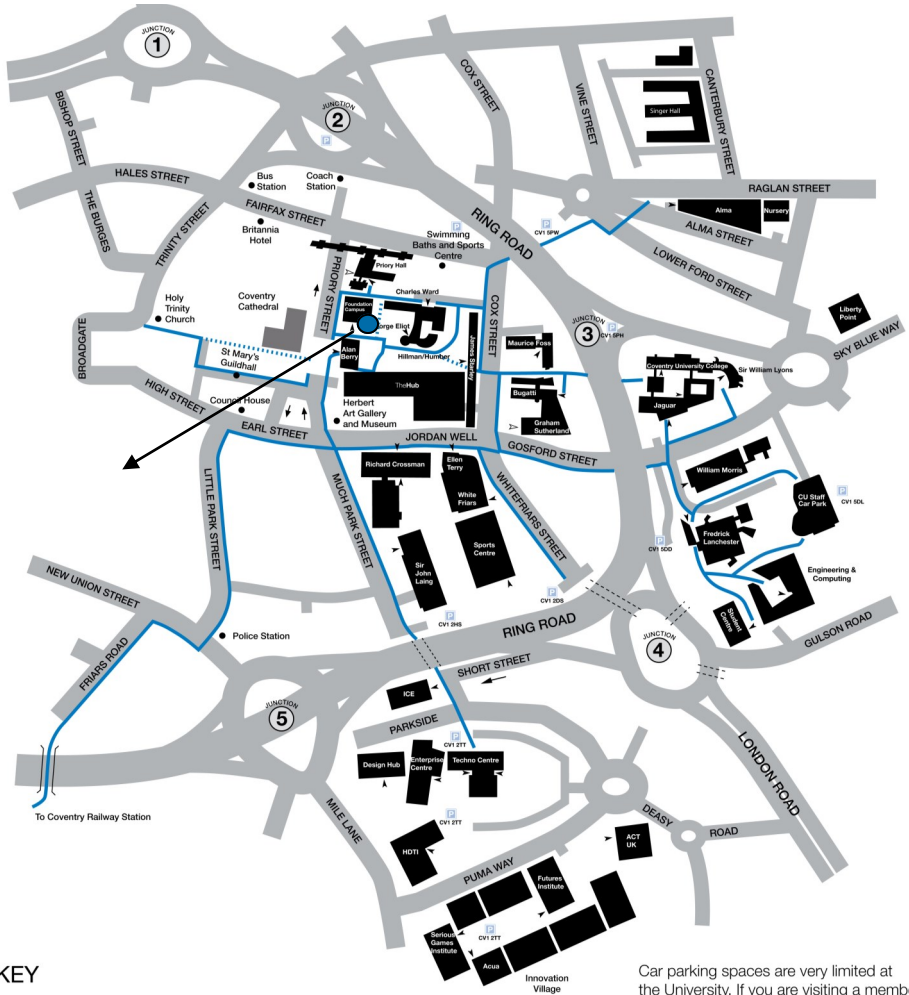 JUNCTION
1
JUNCTION
2
P
BISHOP STREET
THE BURGES
HALES STREET
TRINITY STREET
Bus
Station
Coach
Station
FAIRFAX STREET
Britannia
Hotel
COX STREET
VINE STREET
CANTERBURY STREET
Singer Hall
RAGLAN STREET
Alma
Nursery
ALMA STREET
LOWER FORD STREET
RING ROAD
P
CV1 5PW
P
Swimming
Baths and Sports
Centre
Priory Hall
PRIORY STREET
Charles Ward
Foundation
Campus
orge Eliot
Alan
Berry
Hillman/Humber
James Starley
COX STREET
TheHub
Holy
Trinity
Church
Coventry
Cathedral
BROADGATE
St Mary's
Guildhall
HIGH STREET
Council House
Herbert
Art Gallery
and Museum
EARL STREET
JORDAN WELL
GOSFORD STREET
Maurice Foss
Bugatti
Graham
Sutherland
JUNCTION
3
P
CV1 5PH
Coventry University College
Sir William Lyons
Jaguar
Liberty
Point
SKY BLUE WAY
William Morris
CU Staff
Car Park
P
CV1 5DL
Fredrick
Lanchester
P
CV1 5DD
Engineering &
Computing
Student
Centre
GULSON ROAD
LITTLE PARK STREET
MUCH PARK STREET
Richard Crossman
Ellen
Terry
White
Friars
WHITEFRIARS STREET
Sports
Centre
Sir
John
Laing
P
CV1 2DS
P
CV1 2HS
NEW UNION STREET
FRIARS ROAD
Police Station
RING ROAD
JUNCTION
4
SHORT STREET
JUNCTION
5
ICE
PARKSIDE
P
CV1 2TT
Design Hub
Enterprise
Centre
Techno Centre
LONDON ROAD
To Coventry Railway Station
MILE LANE
P
CV1 2TT
HDTI
PUMA WAY
DEASY
ROAD
ACT
UK
Futures
Institute
Serious
Games
Institute
P
CV1 2TT
Acua
Innovation
Village
KEY
Car parking spaces are very limited at
the University. If you are visiting a memb